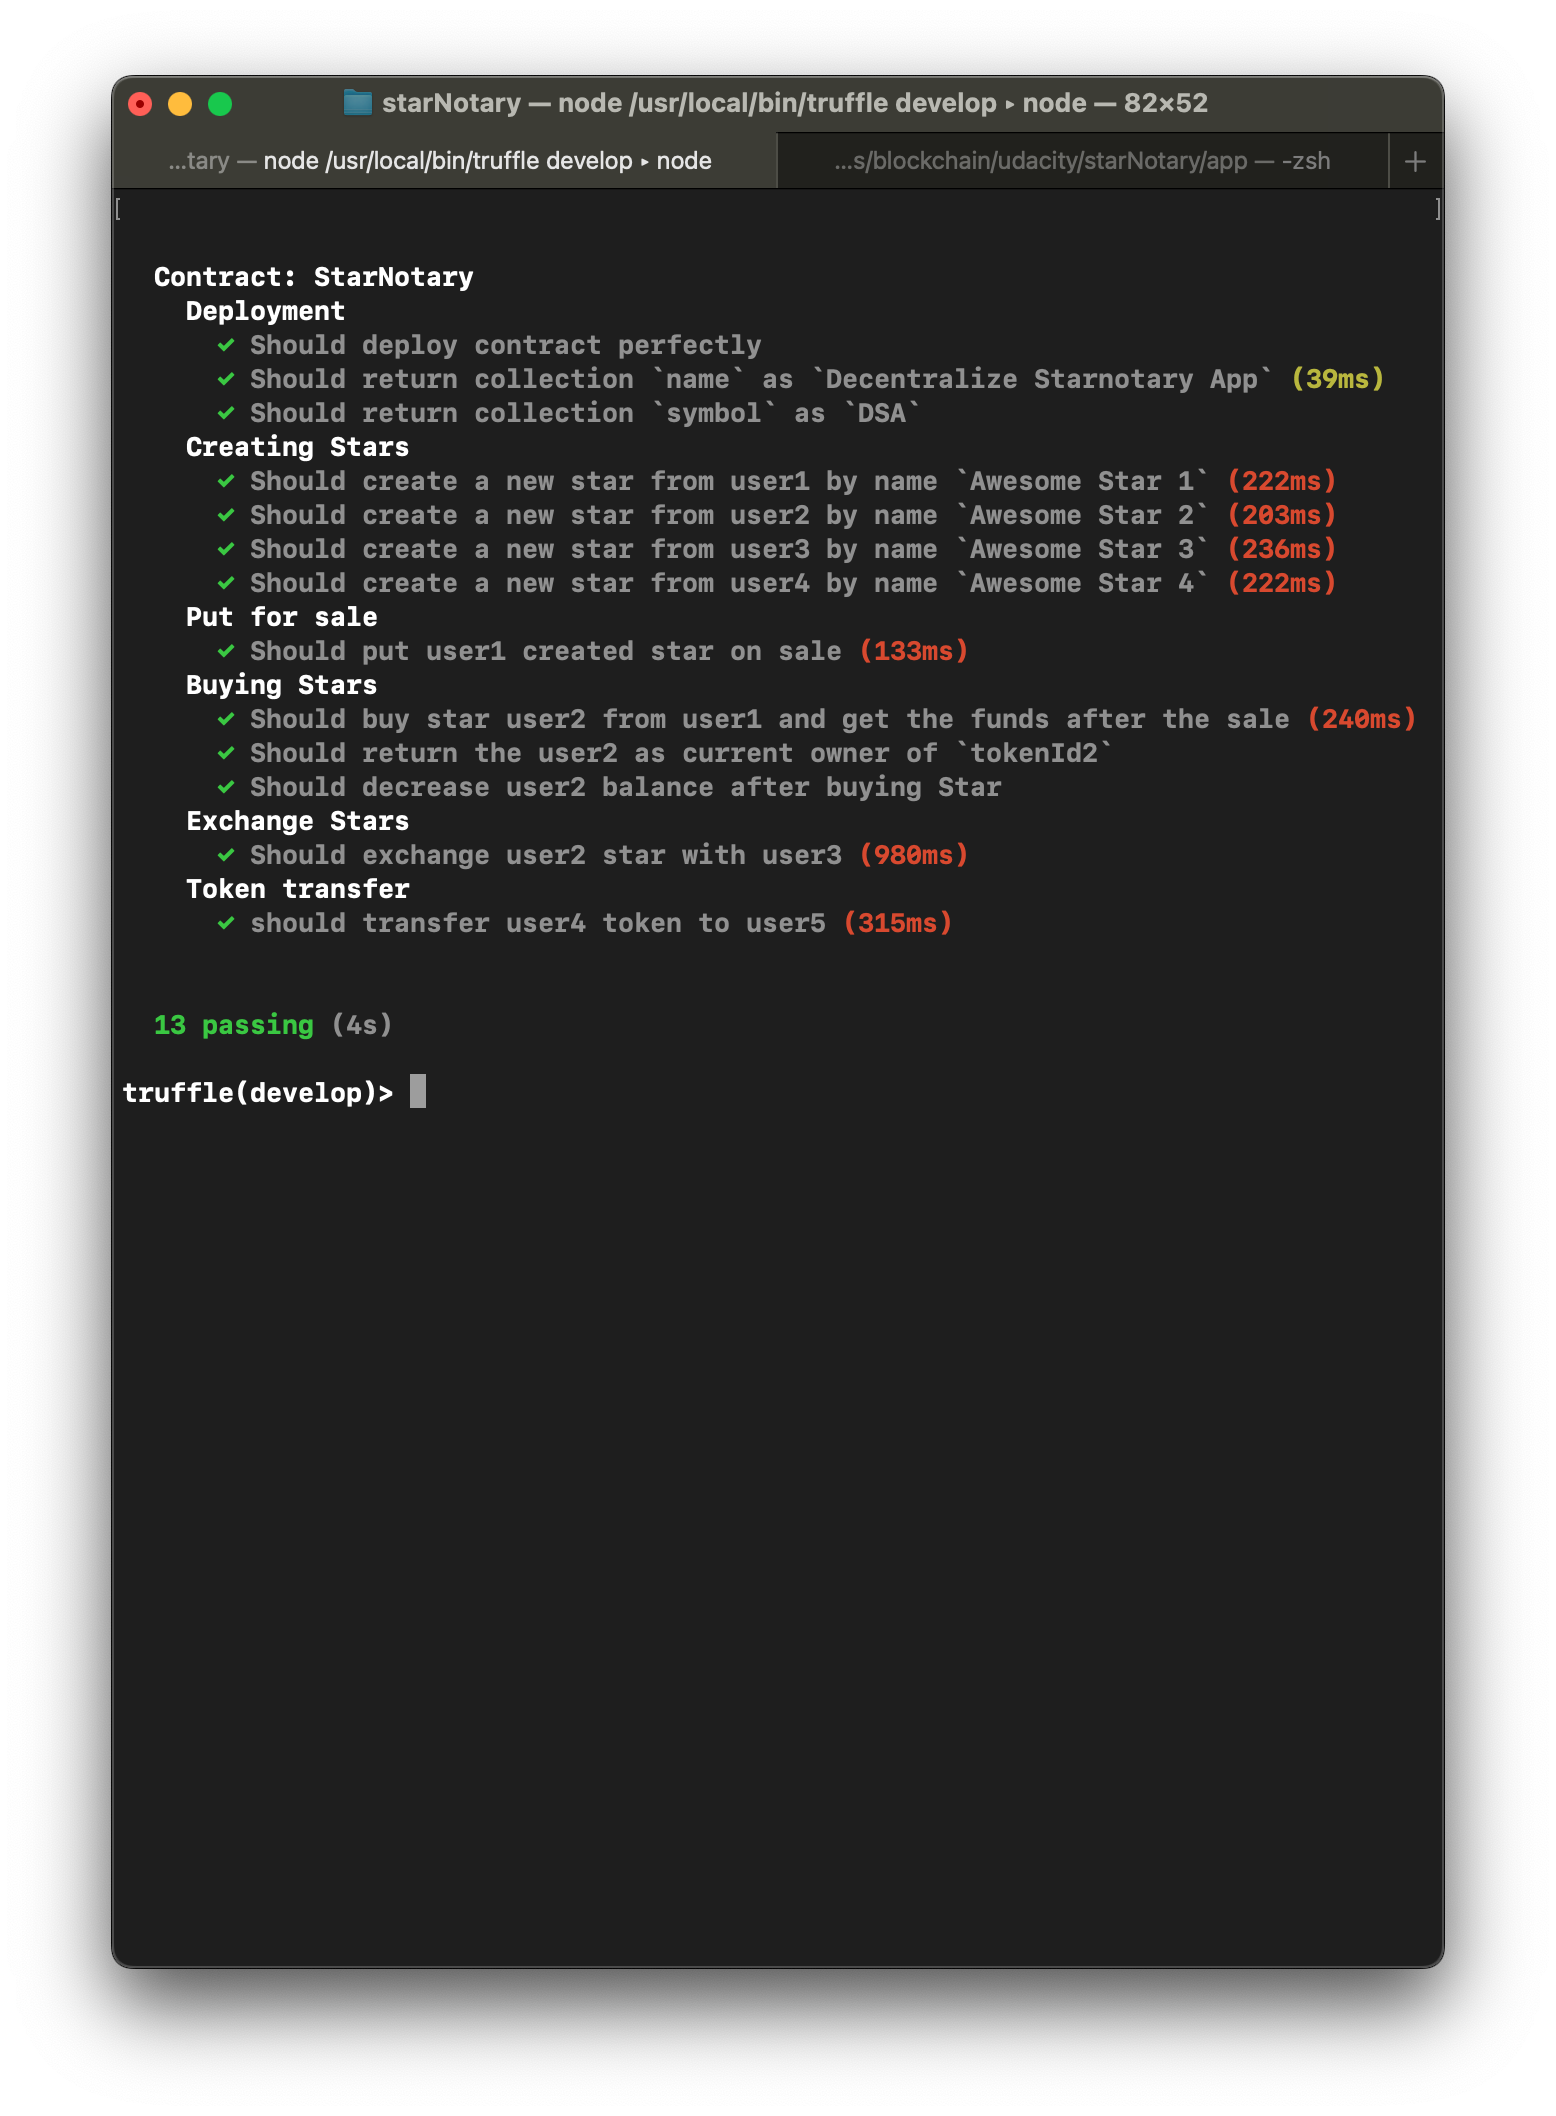 starNotary — node /usr/local/bin/truffle develop ▸ node — 82×52
...tary — node /usr/local/bin/truffle develop ▸ node
...s/blockchain/udacity/starNotary/app — -zsh
+
[ ]
Contract: StarNotary
Deployment
✓ Should deploy contract perfectly
✓ Should return collection `name` as `Decentralize Starnotary App` (39ms)
✓ Should return collection `symbol` as `DSA`
Creating Stars
✓ Should create a new star from user1 by name `Awesome Star 1` (222ms)
✓ Should create a new star from user2 by name `Awesome Star 2` (203ms)
✓ Should create a new star from user3 by name `Awesome Star 3` (236ms)
✓ Should create a new star from user4 by name `Awesome Star 4` (222ms)
Put for sale
✓ Should put user1 created star on sale (133ms)
Buying Stars
✓ Should buy star user2 from user1 and get the funds after the sale (240ms)
✓ Should return the user2 as current owner of `tokenId2`
✓ Should decrease user2 balance after buying Star
Exchange Stars
✓ Should exchange user2 star with user3 (980ms)
Token transfer
✓ should transfer user4 token to user5 (315ms)
13 passing (4s)
truffle(develop)>